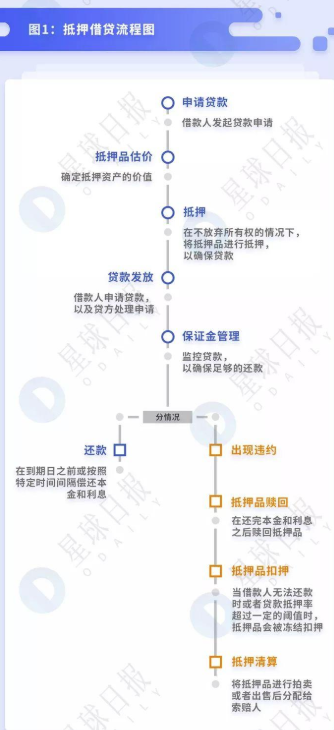 图1：抵押借贷流程图
申请贷款
借款人发起贷款申请
抵押品估价
确定抵押资产的价值
抵押
在不放弃所有权的情况下，
将抵押品进行抵押，
以确保贷款
贷款发放
借款人申请贷款，
以及贷方处理申请
保证金管理
监控贷款，
以确保足够的还款
分情况
还款
在到期日之前或按照
特定时间间隔偿还本
金和利息
出现违约
抵押品赎回
在还完本金和利息
之后赎回抵押品
抵押品扣押
当借款人无法还款
时或者贷款抵押率
超过一定的阈值时，
抵押品会被冻结扣押
抵押清算
将抵押品进行拍卖
或者出售后分配给
索赔人
星球日报
ODAILY